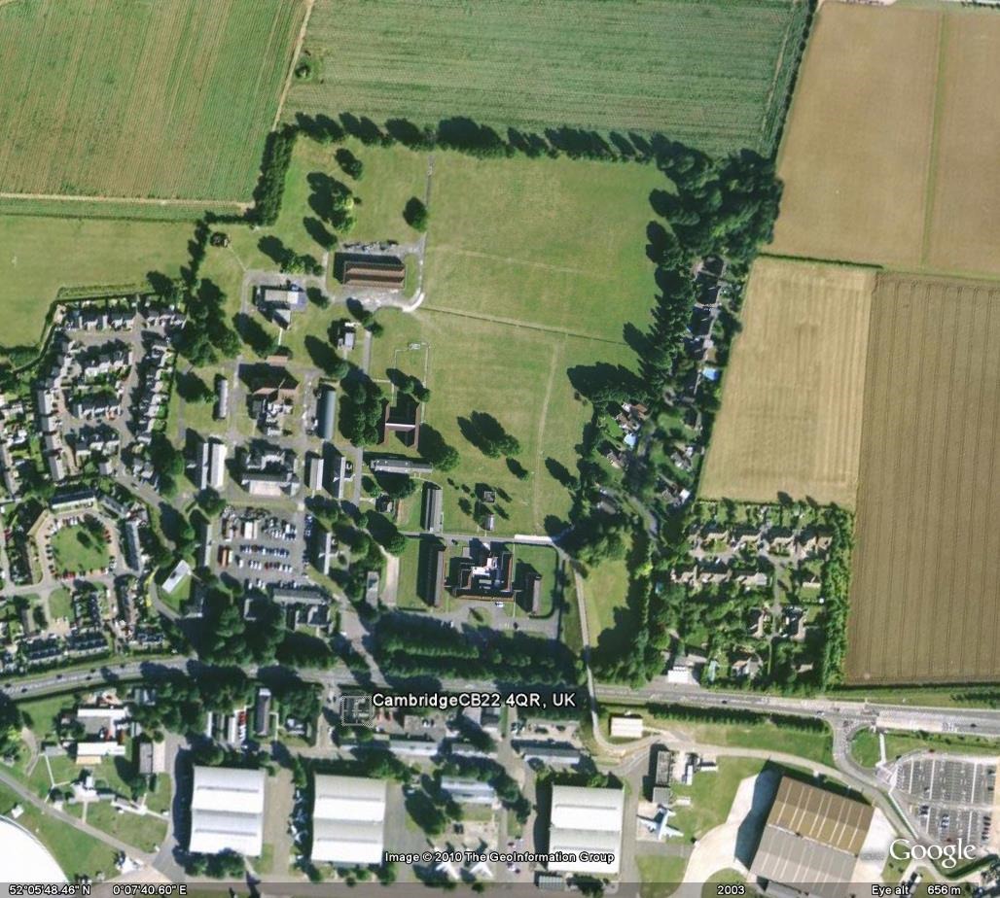 CambridgeCB22 4QR, UK
Image © 2010 The GeoInformation Group
Google
52°05'48.46" N 0°07'40.60" E
2003
Eye alt 656 m